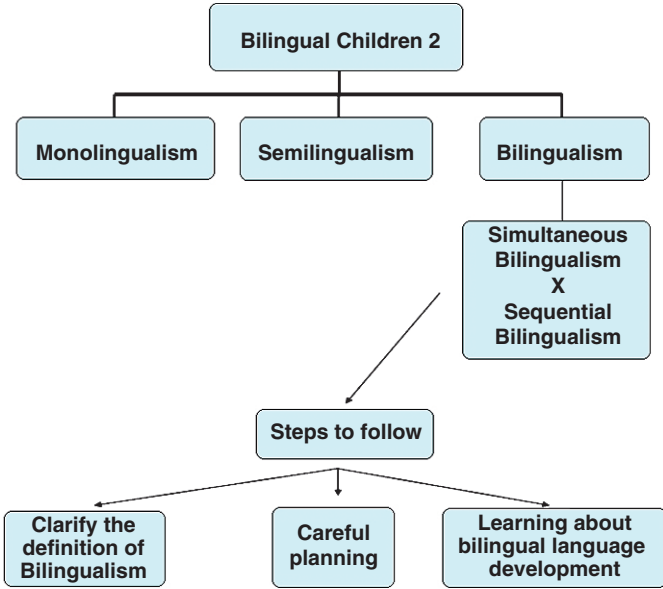 Bilingual Children 2
Monolingualism
Semilingualism
Bilingualism
Simultaneous
Bilingualism
X
Sequential
Bilingualism
Steps to follow
Clarify the
definition of
Bilingualism
Careful
planning
Learning about
bilingual language
development